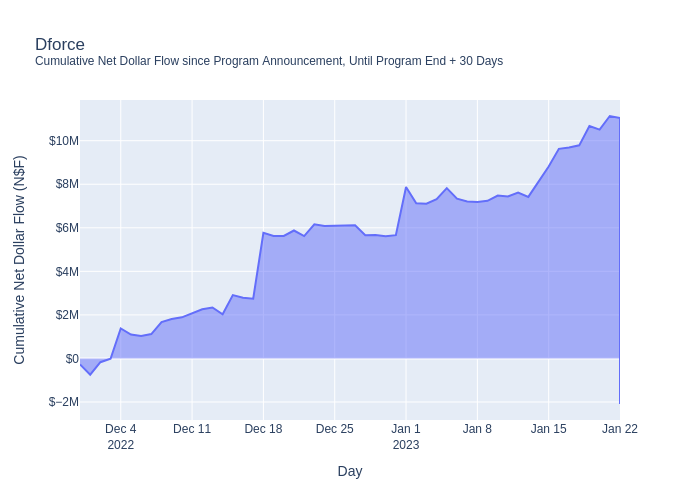 Dforce
Cumulative Net Dollar Flow since Program Announcement, Until Program End + 30 Days
Cumulative Net Dollar Flow (N$F)
$10M
$8M
$6M
$4M
$2M
$0
$−2M
Dec 4
2022
Dec 11
Dec 18
Dec 25
Jan 1
2023
Jan 8
Jan 15
Jan 22
Day